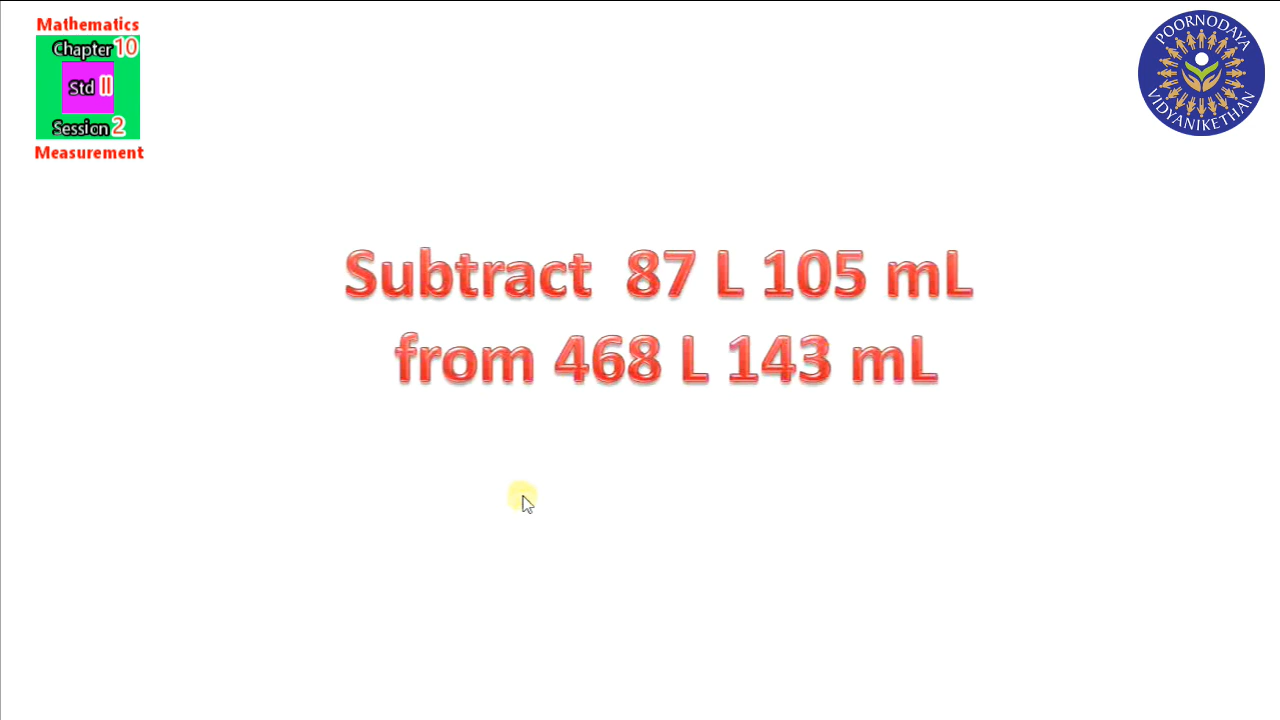 Mathematics
Chapter 10
Std II
Session 2
Measurement
POORNODAYA
VIDYANIKETHAN
Subtract 87 L 105 mL
from 468 L 143 mL